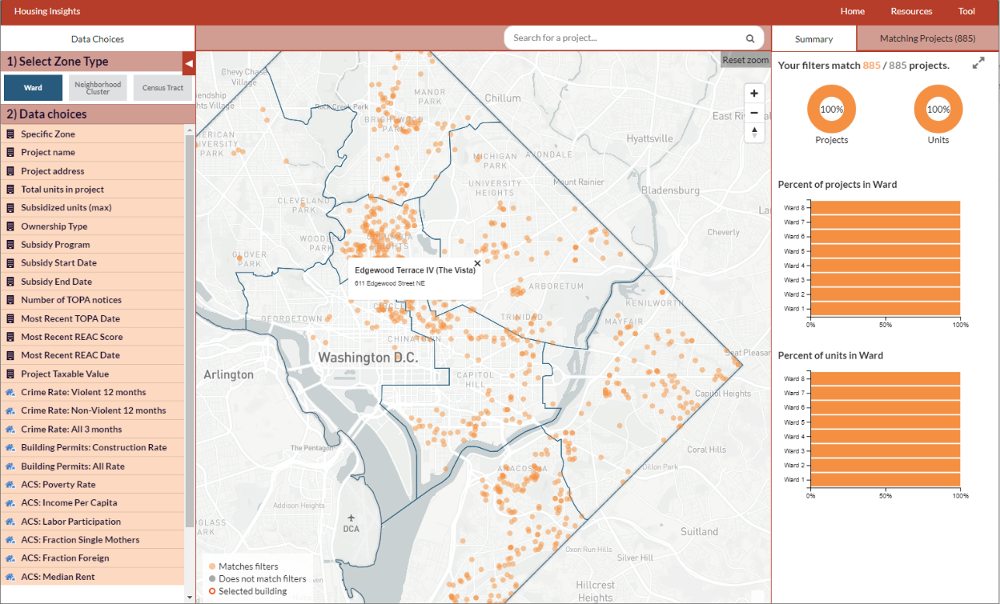 Housing Insights
Home
Resources
Tool
Data Choices
Search for a project...
Summary
Matching Projects (885)
1) Select Zone Type
Ward
Neighborhood
Cluster
Census Tract
2) Data choices
Specific Zone
Project name
Project address
Total units in project
Subsidized units (max)
Ownership Type
Subsidy Program
Subsidy Start Date
Subsidy End Date
Number of TOPA notices
Most Recent TOPA Date
Most Recent REAC Score
Most Recent REAC Date
Project Taxable Value
Crime Rate: Violent 12 months
Crime Rate: Non-Violent 12 months
Crime Rate: All 3 months
Building Permits: Construction Rate
Building Permits: All Rate
ACS: Poverty Rate
ACS: Income Per Capita
ACS: Labor Participation
ACS: Fraction Single Mothers
ACS: Fraction Foreign
ACS: Median Rent
Reset zoom
Chevy Chase
Village
MANOR
PARK
Chillum
Rock Creek Park
BRIGHTWOOD
PARK
East Riv
Hyattsville
MICHIGAN
PARK
AVONDALE
UNIVERSITY
HEIGHTS
Mount Rainier
Bladensburg
CLEVELAND
PARK
WOODLEY
PARK
COLUMBIA
HEIGHTS
Cheverly
GLOVER
PARK
Edgewood Terrace IV (The Vista)
611 Edgewood Street NE
ARBORETUM
KENILWORTH
CIRCLE
GEORGETOWN
TRINIDAD
MAYFAIR
CHINATOWN
Washington D.C.
Seat Pleasan
Arlington
CAPITOL
HILL
Capitol Heights
The Pentagon
Coral Hills
ANACOSTIA
Dillon Park
Addison Heights
DCA
Suitland
Oxon Run Hills
Silver Hill
Hillcrest
Heights
Matches filters
Does not match filters
Selected building
Your filters match 885 / 885 projects.
100%
100%
Projects
Units
Percent of projects in Ward
Ward 8
Ward 7
Ward 6
Ward 5
Ward 4
Ward 3
Ward 2
Ward 1
0%
50%
100%
Percent of units in Ward
Ward 8
Ward 7
Ward 6
Ward 5
Ward 4
Ward 3
Ward 2
Ward 1
0%
50%
100%